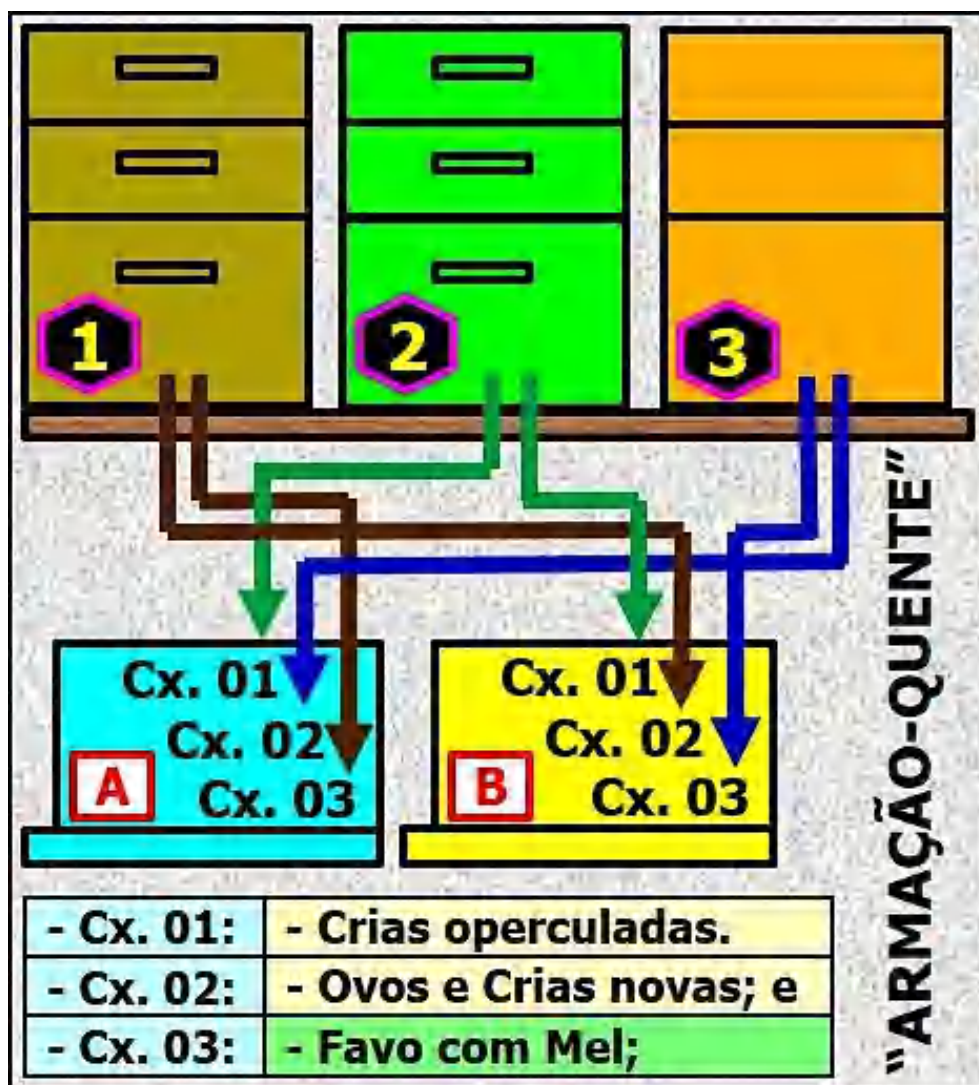 1
2
3
Cx. 01
Cx. 02
Cx. 03
A
Cx. 01
Cx. 02
Cx. 03
B
"ARMAÇÃO-QUENTE"
- Cx. 01: - Crias operculadas.
- Cx. 02: - Ovos e Crias novas; e
- Cx. 03: - Favo com Mel;